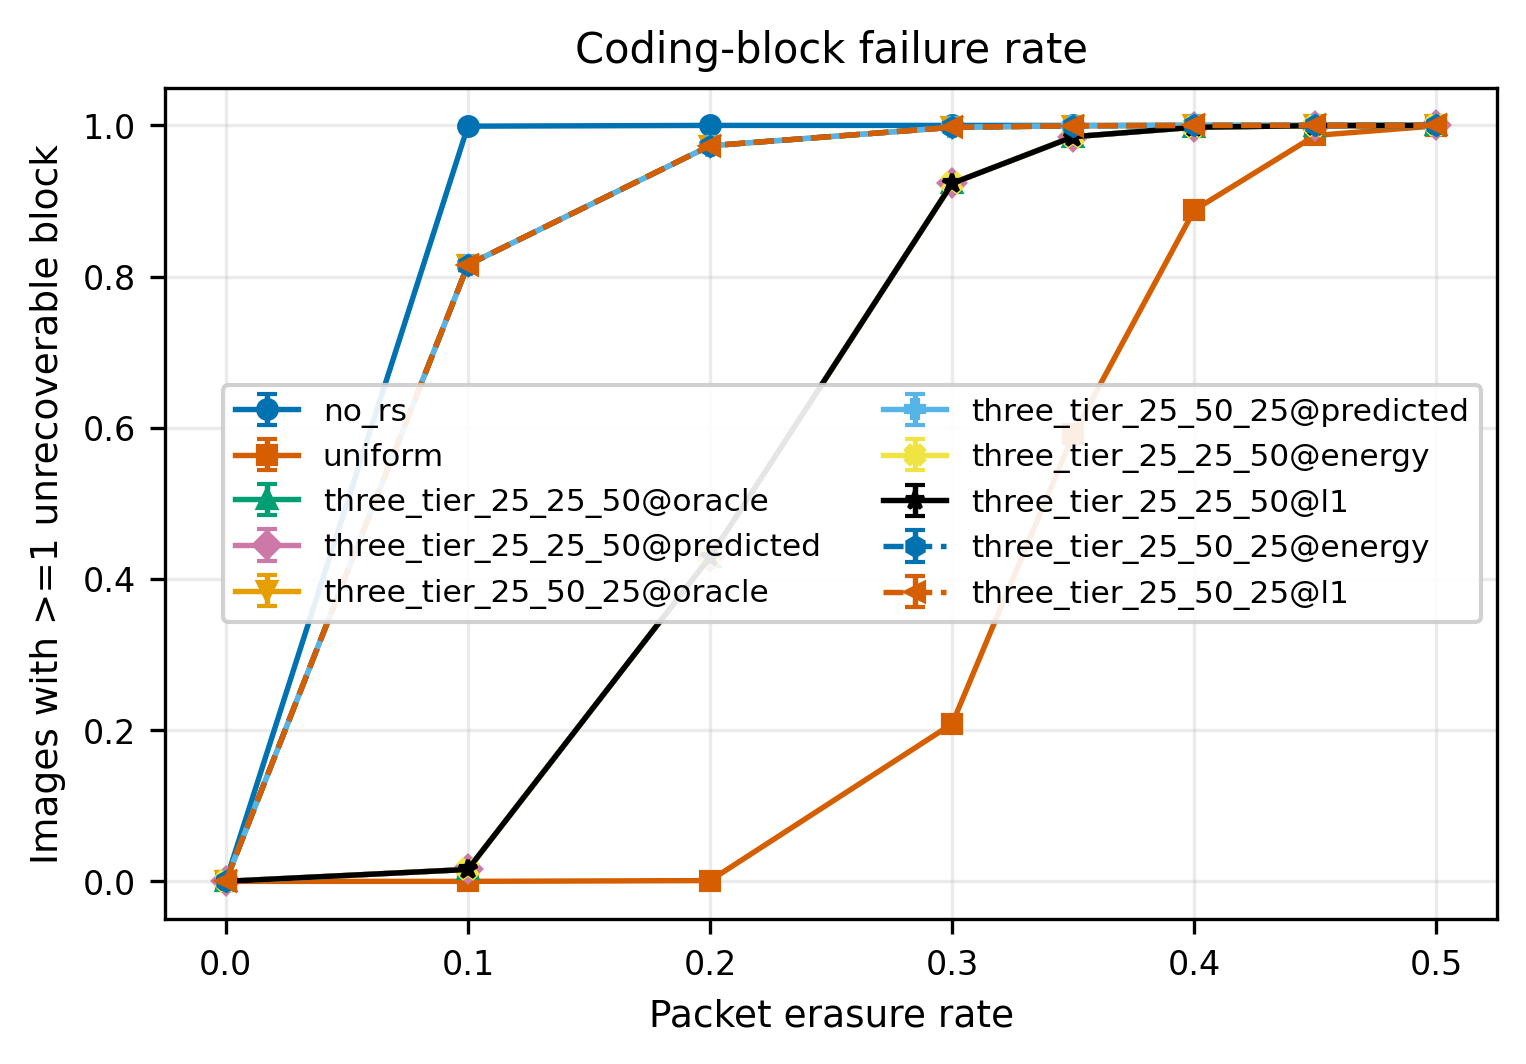 Coding-block failure rate
Images with >=1 unrecoverable block
1.0
0.8
0.6
0.4
0.2
0.0
no_rs
uniform
three_tier_25_25_50@oracle
three_tier_25_25_50@predicted
three_tier_25_50_25@oracle
three_tier_25_50_25@predicted
three_tier_25_25_50@energy
three_tier_25_25_50@l1
three_tier_25_50_25@energy
three_tier_25_50_25@l1
0.0 0.1 0.2 0.3 0.4 0.5
Packet erasure rate